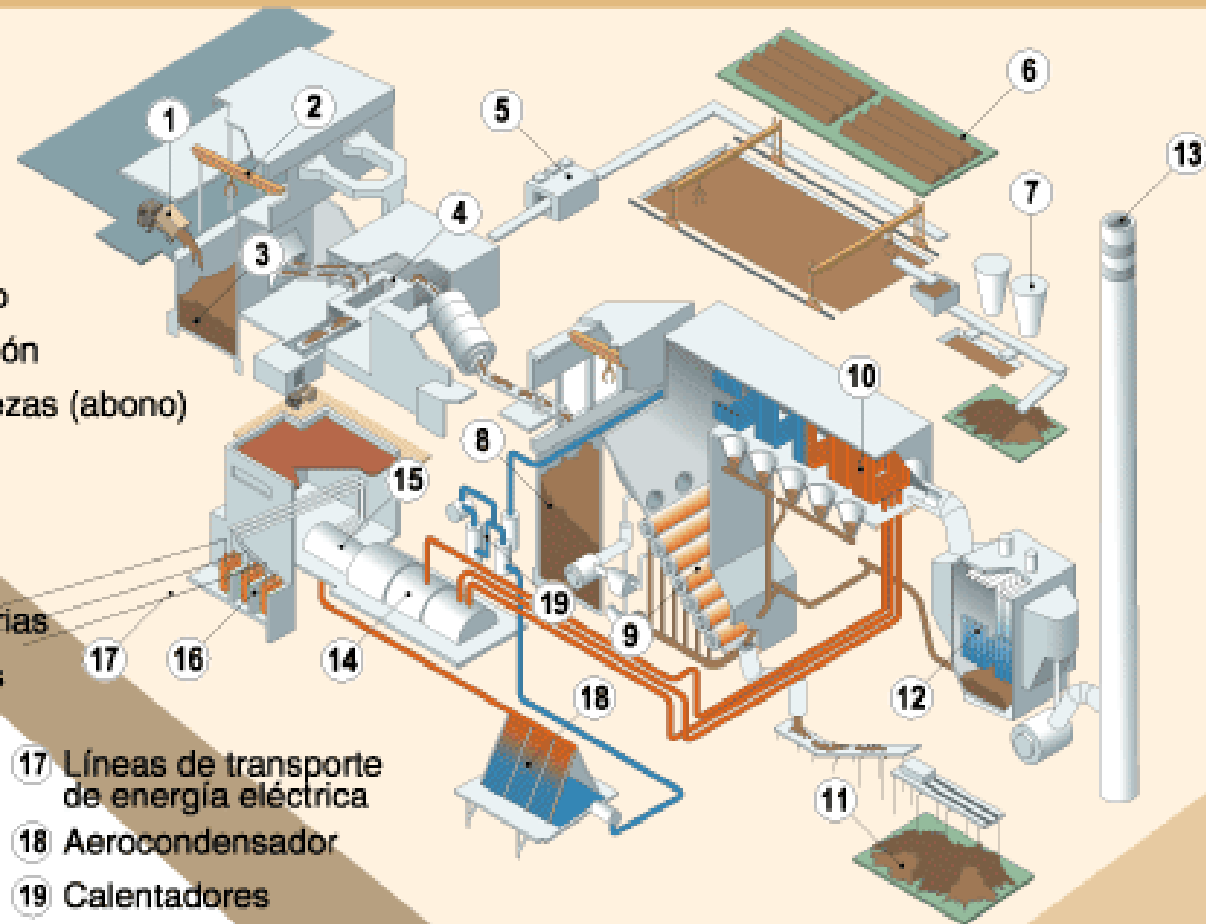 1
2
3
4
5
6
7
13
10
ón
ezas (abono)
8
15
19
9
17
16
14
18
12
rias
s
11
17 Líneas de transporte
de energía eléctrica
18 Aerocondensador
19 Calentadores